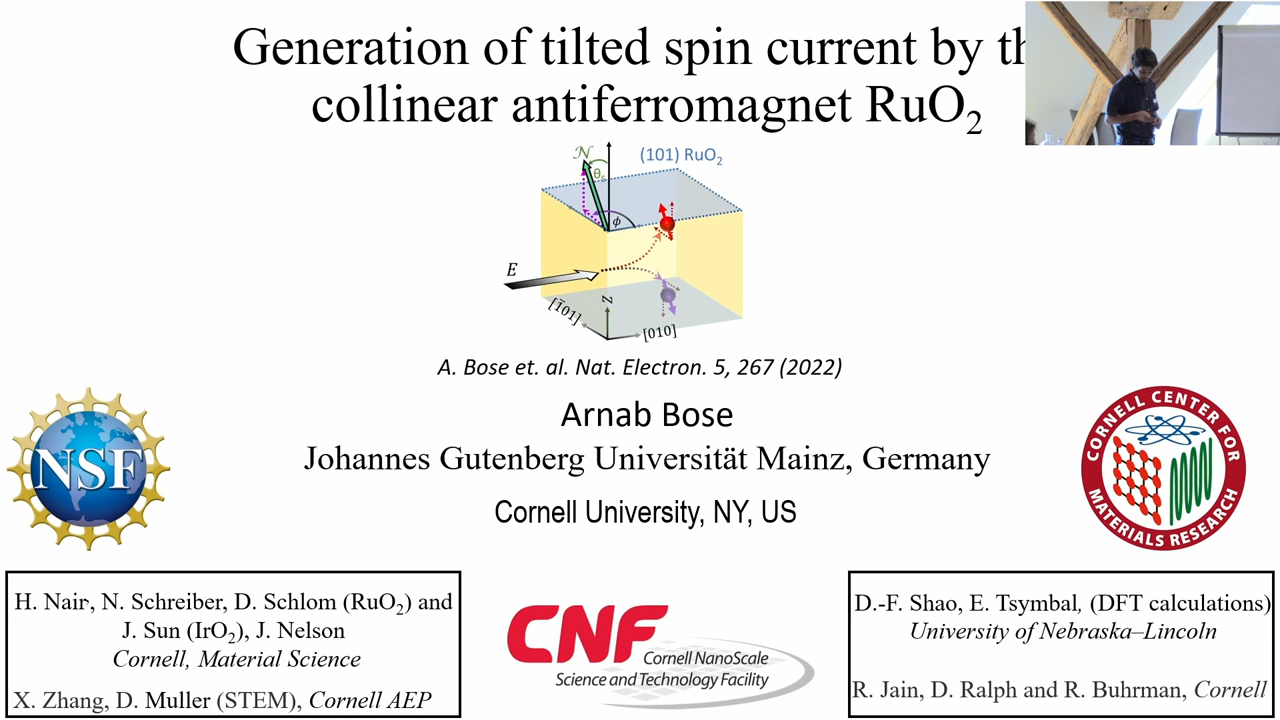 Generation of tilted spin current by th
collinear antiferromagnet RuO₂
𝒩
θₛ
(101) RuO₂
ϕ
E
Z
[1̄01]
[010]
A. Bose et. al. Nat. Electron. 5, 267 (2022)
Arnab Bose
Johannes Gutenberg Universität Mainz, Germany
Cornell University, NY, US
NSF
CORNELL CENTER FOR
MATERIALS RESEARCH
H. Nair, N. Schreiber, D. Schlom (RuO₂) and
J. Sun (IrO₂), J. Nelson
Cornell, Material Science
X. Zhang, D. Muller (STEM), Cornell AEP
CNF
Cornell NanoScale
Science and Technology Facility
D.-F. Shao, E. Tsymbal, (DFT calculations)
University of Nebraska–Lincoln
R. Jain, D. Ralph and R. Buhrman, Cornell